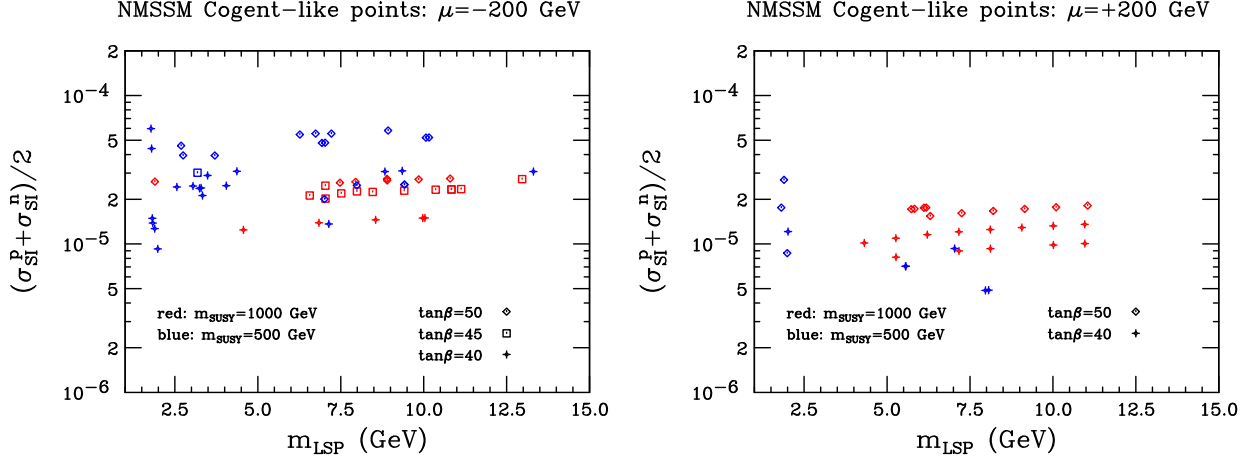 NMSSM Cogent-like points: μ=−200 GeV
2
10⁻⁴
5
2
10⁻⁵
5
2
10⁻⁶
(σᵖ_SI+σⁿ_SI)/2
red: m_SUSY=1000 GeV
blue: m_SUSY=500 GeV
tanβ=50
tanβ=45
tanβ=40
2.5 5.0 7.5 10.0 12.5 15.0
m_LSP (GeV)
NMSSM Cogent-like points: μ=+200 GeV
2
10⁻⁴
5
2
10⁻⁵
5
2
10⁻⁶
(σᵖ_SI+σⁿ_SI)/2
red: m_SUSY=1000 GeV
blue: m_SUSY=500 GeV
tanβ=50
tanβ=40
2.5 5.0 7.5 10.0 12.5 15.0
m_LSP (GeV)